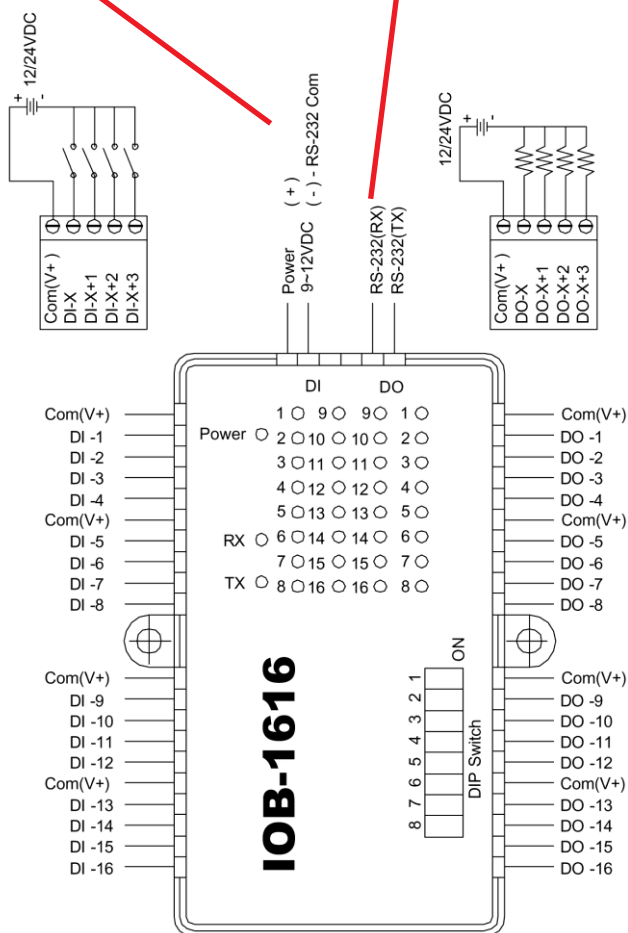 12/24VDC
+ -
Com(V+)
DI-X
DI-X+1
DI-X+2
DI-X+3
Power (+)
9~12VDC (-) - RS-232 Com
RS-232(RX)
RS-232(TX)
12/24VDC
+ -
Com(V+)
DO-X
DO-X+1
DO-X+2
DO-X+3
Com(V+)
DI -1
DI -2
DI -3
DI -4
Com(V+)
DI -5
DI -6
DI -7
DI -8
Com(V+)
DI -9
DI -10
DI -11
DI -12
Com(V+)
DI -13
DI -14
DI -15
DI -16
DI DO
1 9 9 1
Power 2 10 10 2
3 11 11 3
4 12 12 4
5 13 13 5
RX 6 14 14 6
7 15 15 7
TX 8 16 16 8
IOB-1616
ON
1 2 3 4 5 6 7 8
DIP Switch
Com(V+)
DO -1
DO -2
DO -3
DO -4
Com(V+)
DO -5
DO -6
DO -7
DO -8
Com(V+)
DO -9
DO -10
DO -11
DO -12
Com(V+)
DO -13
DO -14
DO -15
DO -16